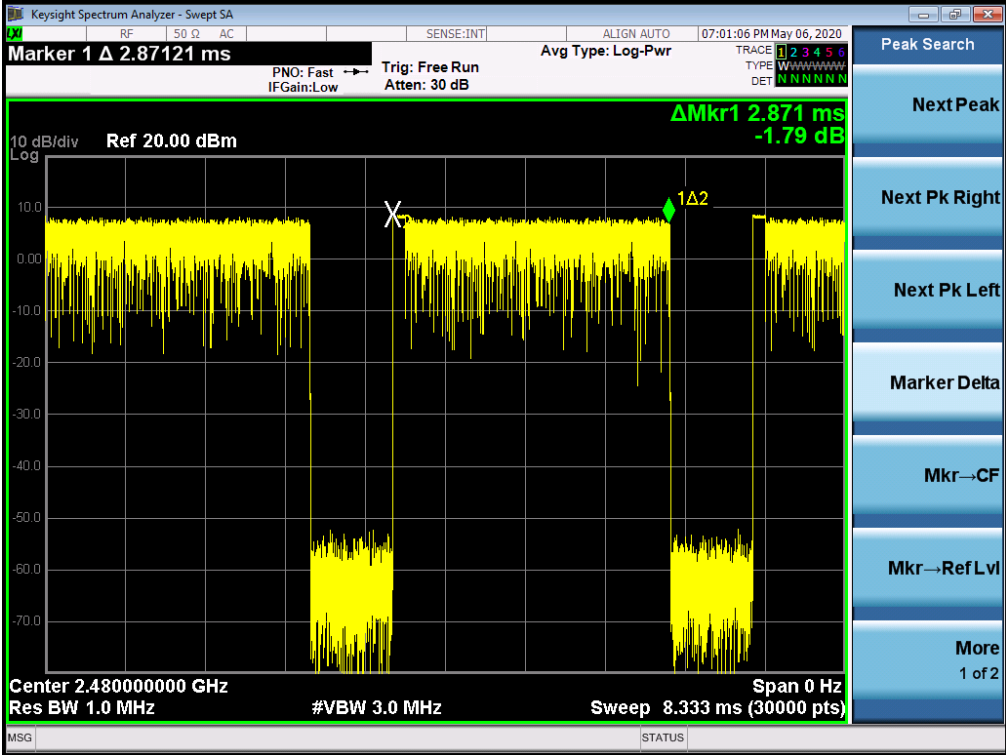 Keysight Spectrum Analyzer - Swept SA
LXI RF 50 Ω AC SENSE:INT ALIGN AUTO 07:01:06 PM May 06, 2020
Marker 1 Δ 2.87121 ms
PNO: Fast
IFGain:Low
Trig: Free Run
Atten: 30 dB
Avg Type: Log-Pwr
TRACE 1 2 3 4 5 6
TYPE WWWWWW
DET N N N N N N
Peak Search
Next Peak
Next Pk Right
Next Pk Left
Marker Delta
Mkr→CF
Mkr→Ref Lvl
More
1 of 2
ΔMkr1 2.871 ms
-1.79 dB
10 dB/div Ref 20.00 dBm
Log
1Δ2
10.0
0.00
-10.0
-20.0
-30.0
-40.0
-50.0
-60.0
-70.0
Center 2.480000000 GHz Span 0 Hz
Res BW 1.0 MHz #VBW 3.0 MHz Sweep 8.333 ms (30000 pts)
MSG STATUS